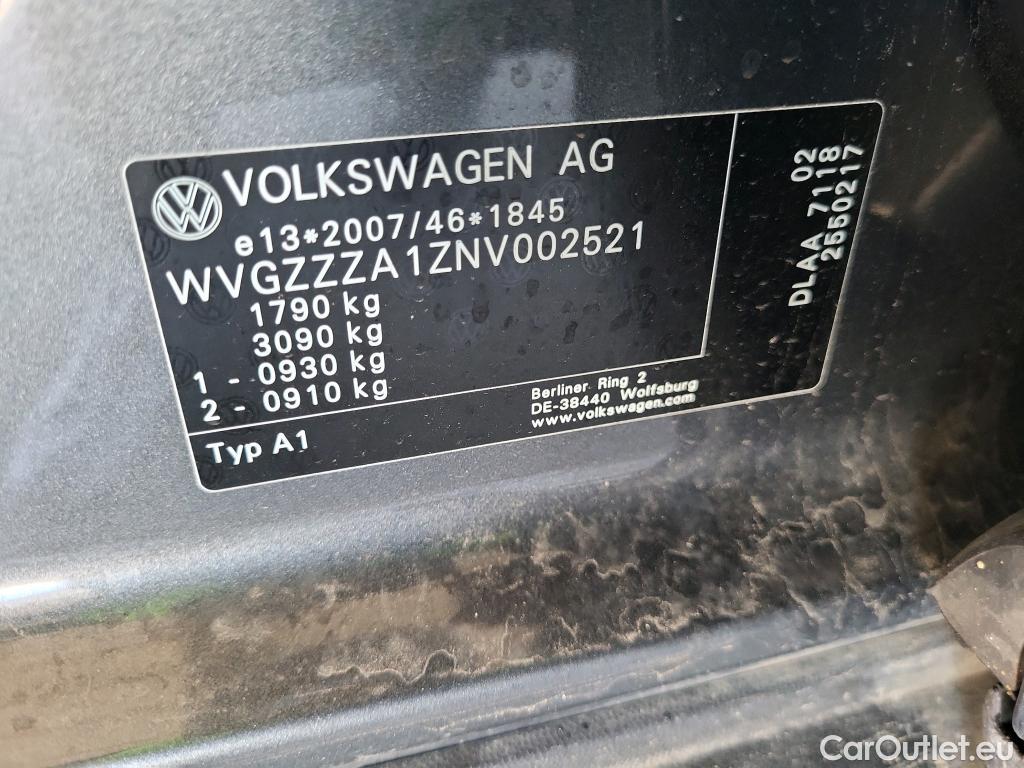 VOLKSWAGEN AG
e13*2007/46*1845
WVGZZZA1ZNV002521
1790 kg
3090 kg
1 - 0930 kg
2 - 0910 kg
Typ A1
Berliner Ring 2
DE-38440 Wolfsburg
www.volkswagen.com
DLAA 7118 02
2550217
CarOutlet.eu